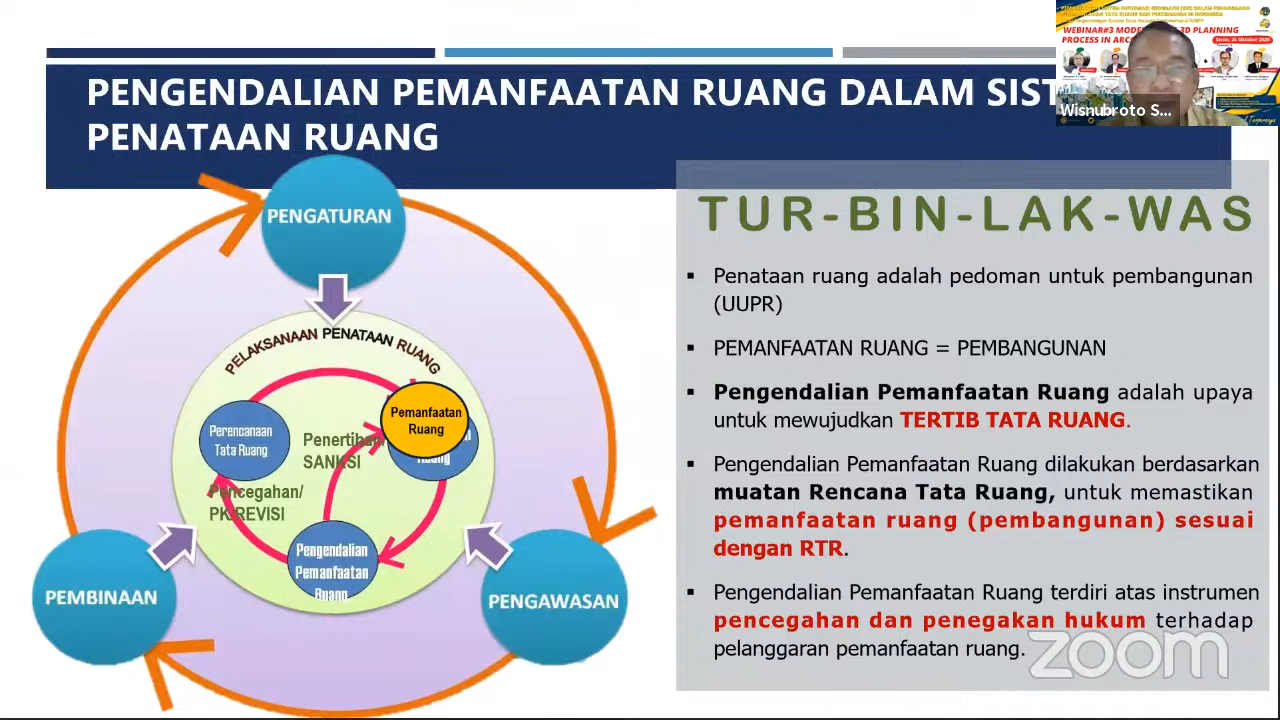 PENGENDALIAN PEMANFAATAN RUANG DALAM SIST
PENATAAN RUANG
WEBINAR#3
Wisnubroto S...
PENGATURAN
PELAKSANAAN PENATAAN RUANG
Perencanaan
Tata Ruang
Pemanfaatan
Ruang
Ruang
Penertiban/
SANKSI
Pencegahan/
PK/REVISI
Pengendalian
Pemanfaatan
Ruang
PEMBINAAN
PENGAWASAN
TUR-BIN-LAK-WAS
▪ Penataan ruang adalah pedoman untuk pembangunan
(UUPR)
▪ PEMANFAATAN RUANG = PEMBANGUNAN
▪ Pengendalian Pemanfaatan Ruang adalah upaya
untuk mewujudkan TERTIB TATA RUANG.
▪ Pengendalian Pemanfaatan Ruang dilakukan berdasarkan
muatan Rencana Tata Ruang, untuk memastikan
pemanfaatan ruang (pembangunan) sesuai
dengan RTR.
▪ Pengendalian Pemanfaatan Ruang terdiri atas instrumen
pencegahan dan penegakan hukum terhadap
pelanggaran pemanfaatan ruang.
zoom